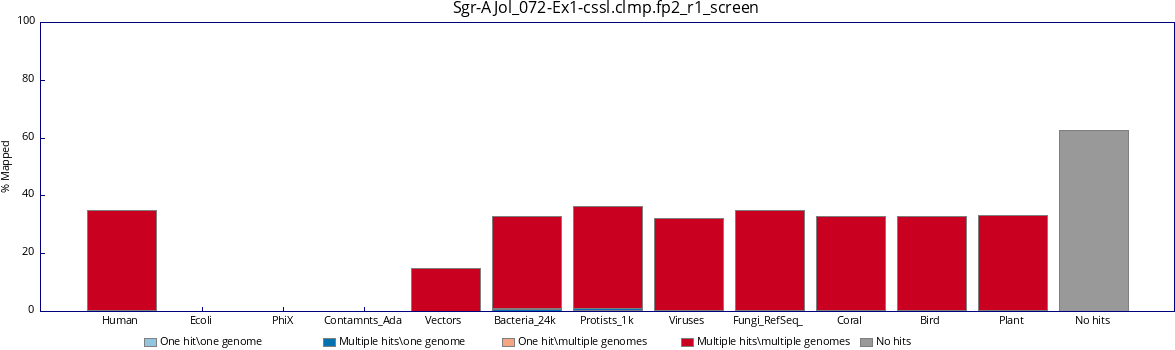 Sgr-AJol_072-Ex1-cssl.clmp.fp2_r1_screen
100
80
60
40
20
0
% Mapped
Human Ecoli PhiX Contamnts_Ada Vectors Bacteria_24k Protists_1k Viruses Fungi_RefSeq_ Coral Bird Plant No hits
One hit\one genome Multiple hits\one genome One hit\multiple genomes Multiple hits\multiple genomes No hits